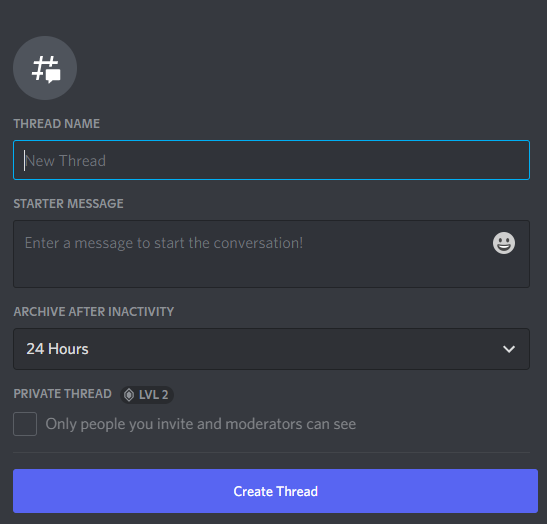 THREAD NAME
New Thread
STARTER MESSAGE
Enter a message to start the conversation!
ARCHIVE AFTER INACTIVITY
24 Hours
PRIVATE THREAD LVL 2
Only people you invite and moderators can see
Create Thread